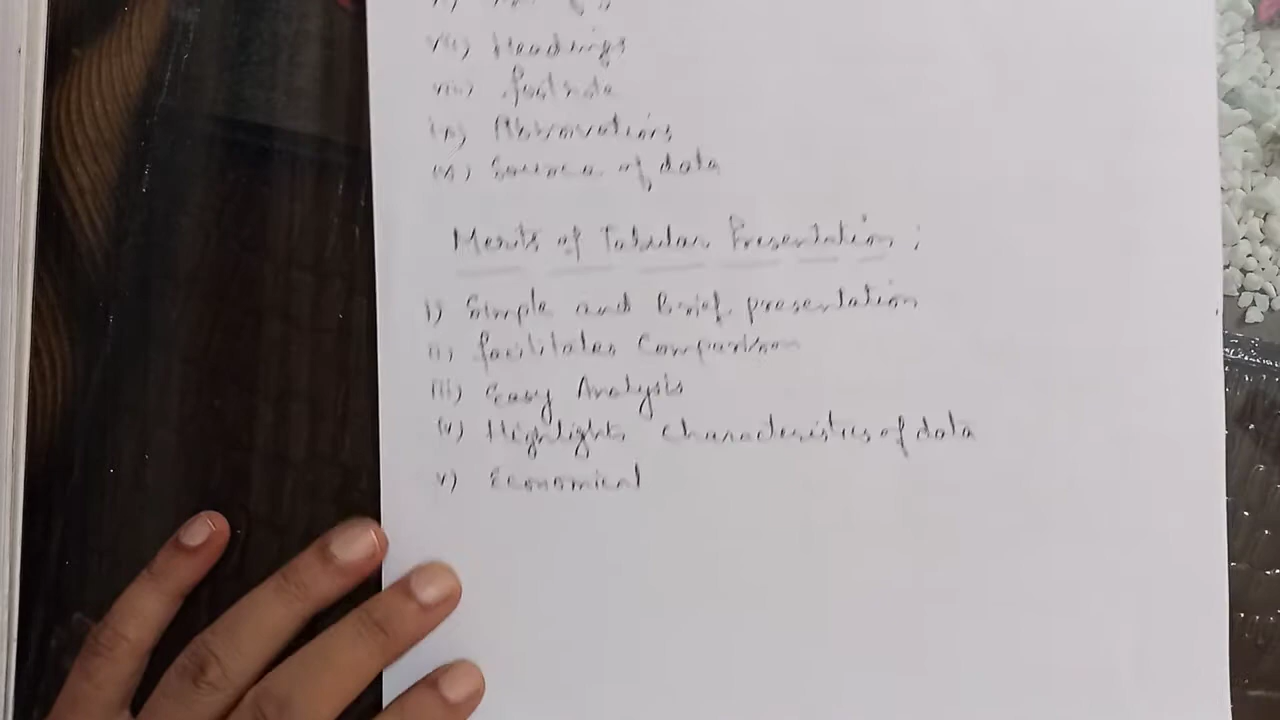 vii) Headings
viii) footnote
ix) Abbreviations
x) Source of data
Merits of Tabular Presentation :
i) Simple and Brief presentation
ii) facilitates Comparison
iii) Easy Analysis
iv) Highlights Characteristics of data
v) Economical